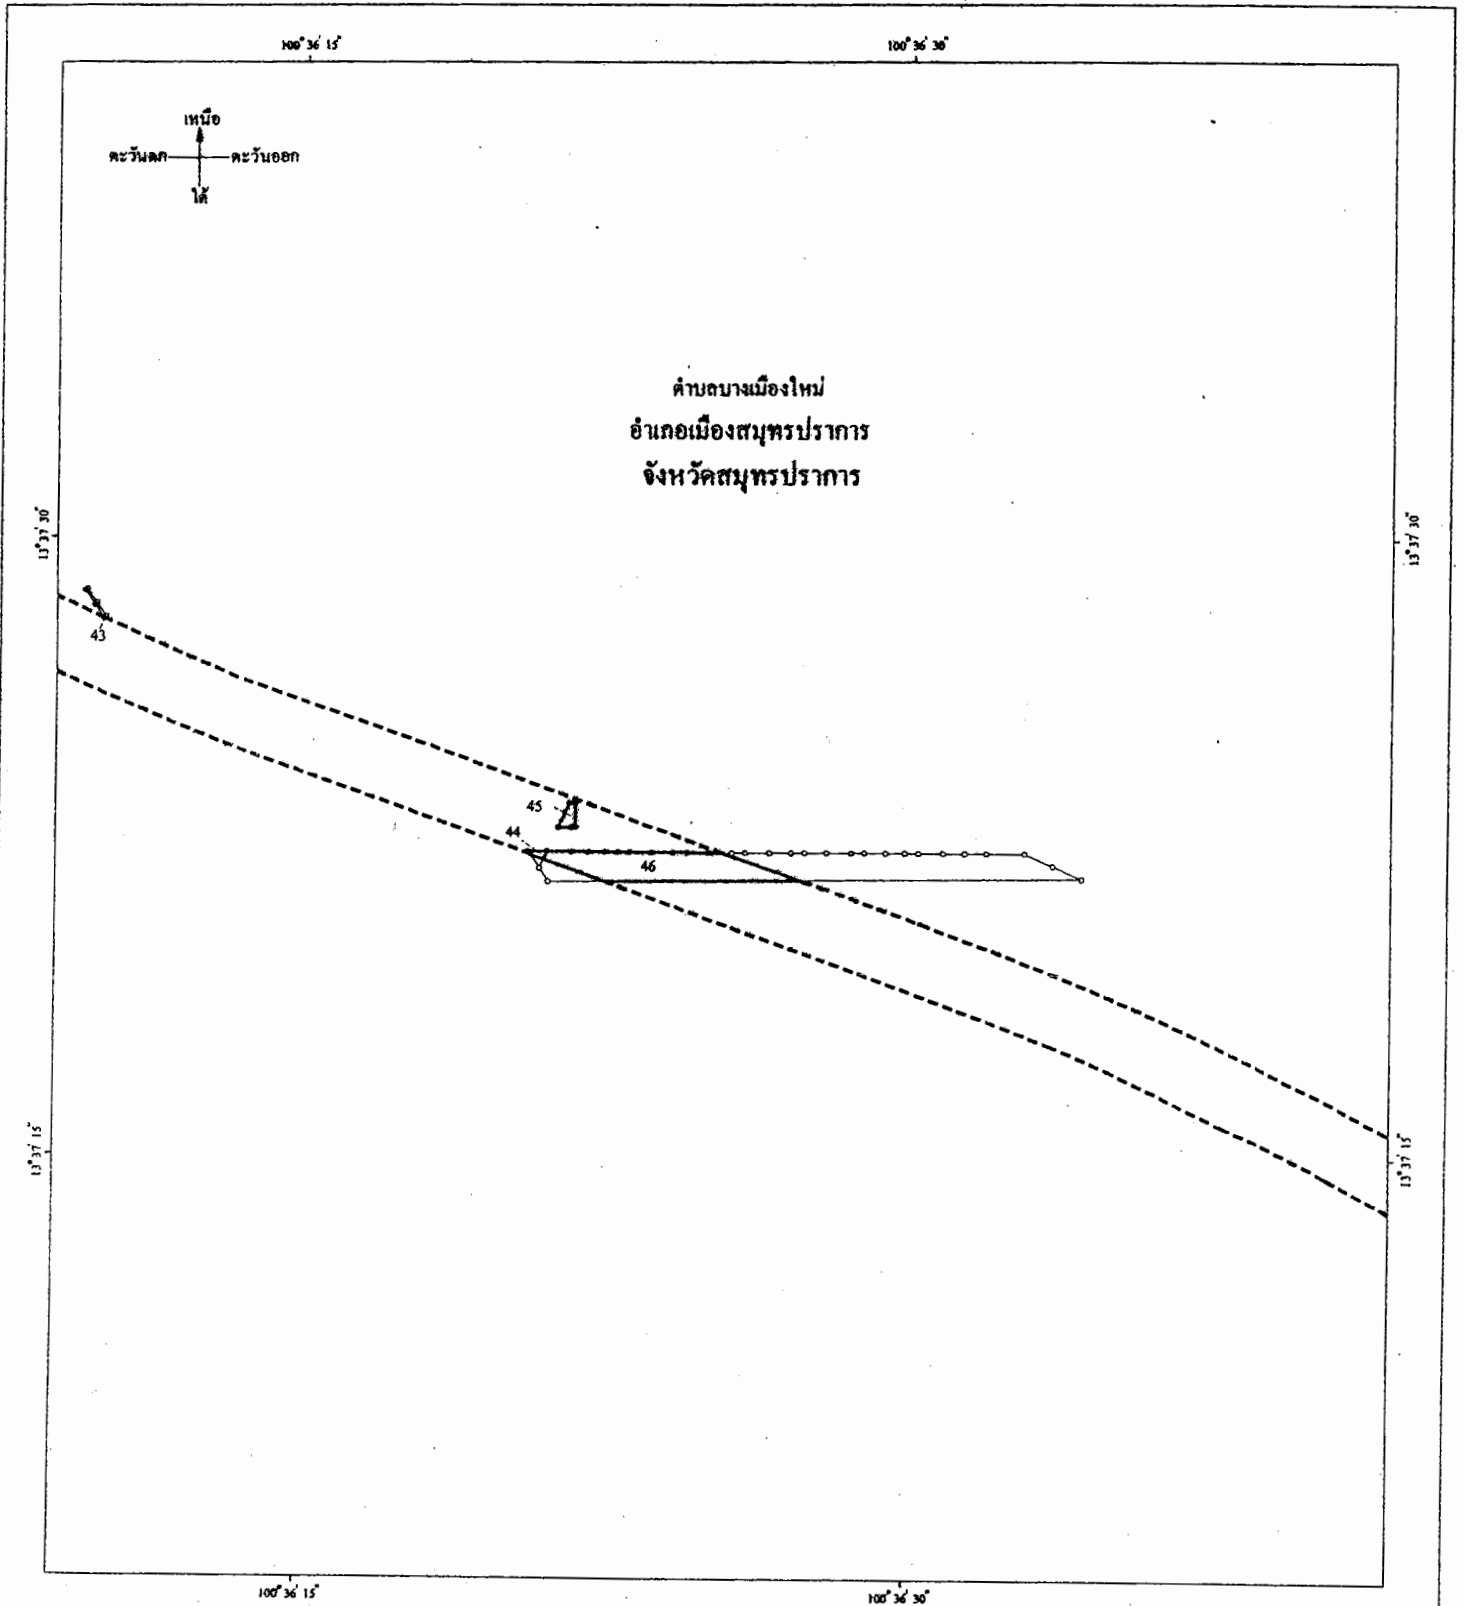 100° 36' 15"
100° 36' 30"
เหนือ
ตะวันตก
ตะวันออก
ใต้
ตำบลบางเมืองใหม่
อำเภอเมืองสมุทรปราการ
จังหวัดสมุทรปราการ
13° 37' 30"
13° 37' 30"
43
45
44
46
13° 37' 15"
13° 37' 15"
100° 36' 15"
100° 36' 30"